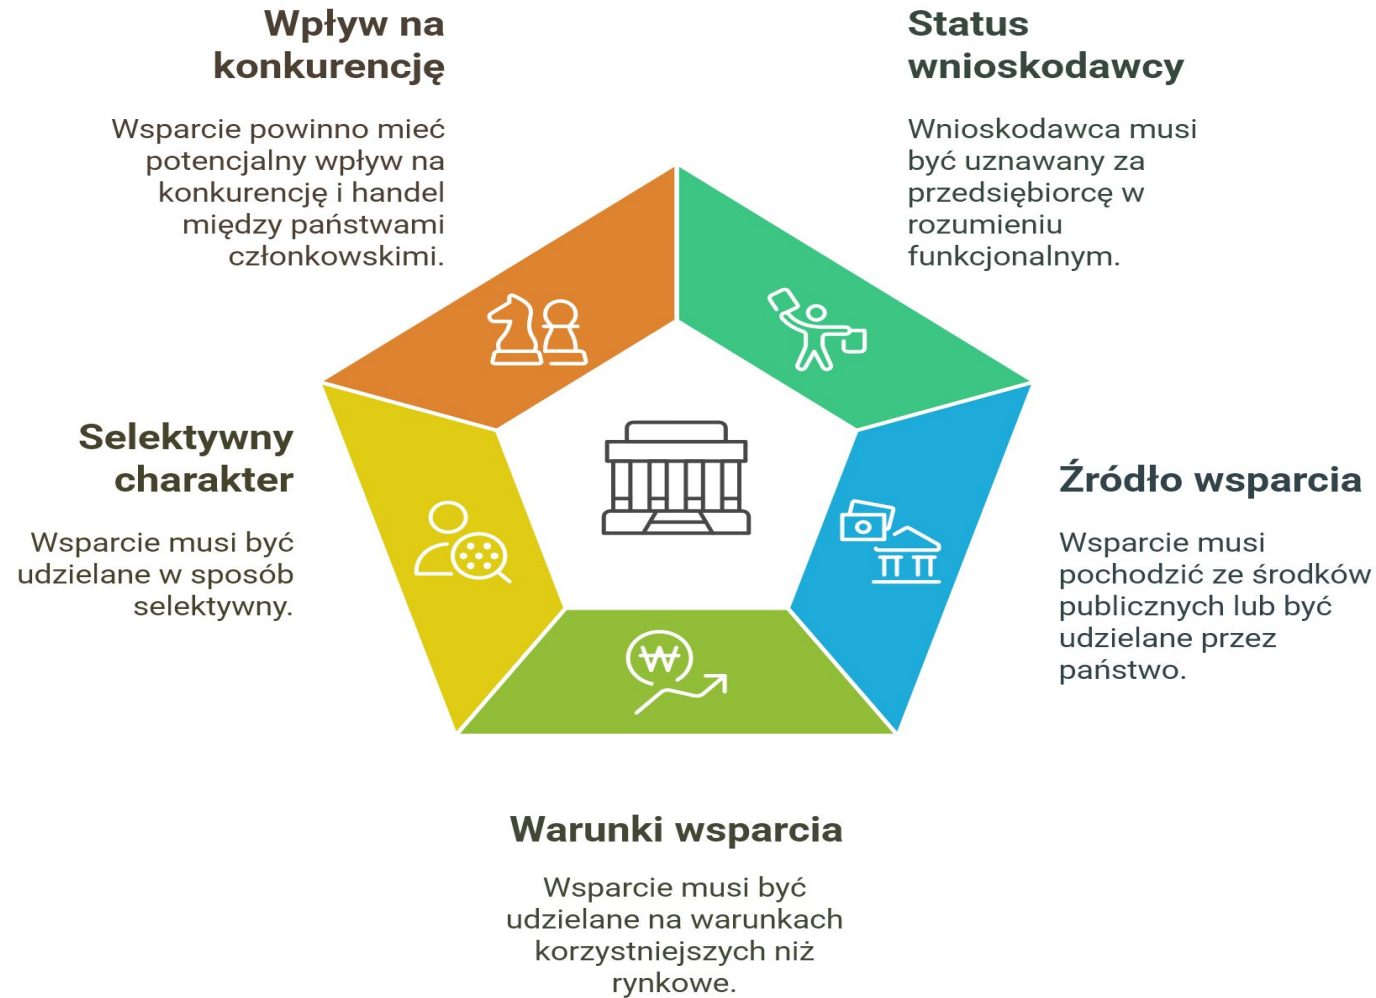 Wpływ na
konkurencję
Wsparcie powinno mieć
potencjalny wpływ na
konkurencję i handel
między państwami
członkowskimi.
Status
wnioskodawcy
Wnioskodawca musi
być uznawany za
przedsiębiorcę w
rozumieniu
funkcjonalnym.
Selektywny
charakter
Wsparcie musi być
udzielane w sposób
selektywny.
Źródło wsparcia
Wsparcie musi
pochodzić ze środków
publicznych lub być
udzielane przez
państwo.
Warunki wsparcia
Wsparcie musi być
udzielane na warunkach
korzystniejszych niż
rynkowe.